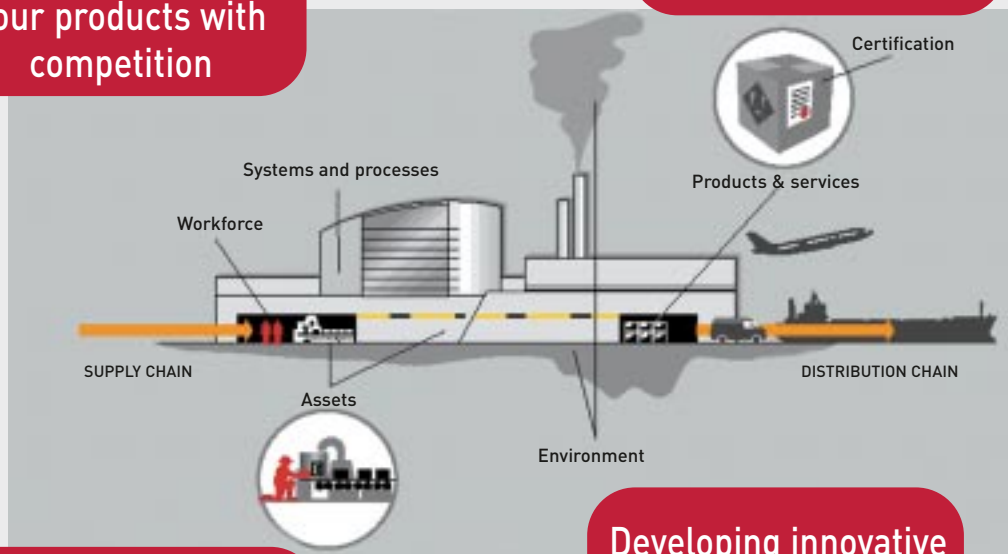 our products with
competition
Certification
Systems and processes
Products & services
Workforce
SUPPLY CHAIN
DISTRIBUTION CHAIN
Assets
Environment
Developing innovative